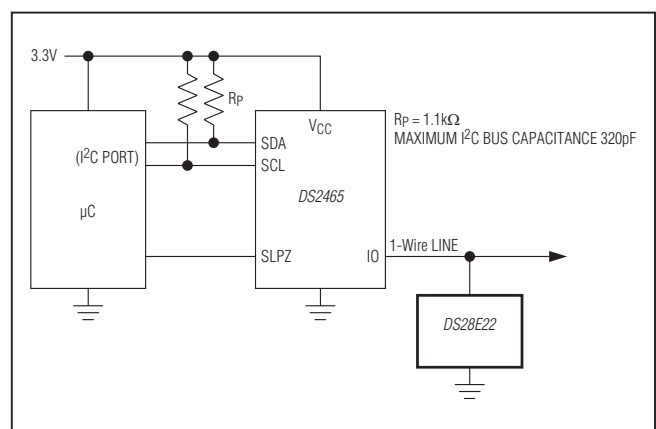 3.3V
RP
VCC
RP = 1.1kΩ
MAXIMUM I2C BUS CAPACITANCE 320pF
SDA
(I2C PORT)
SCL
DS2465
µC
1-Wire LINE
SLPZ
IO
DS28E22